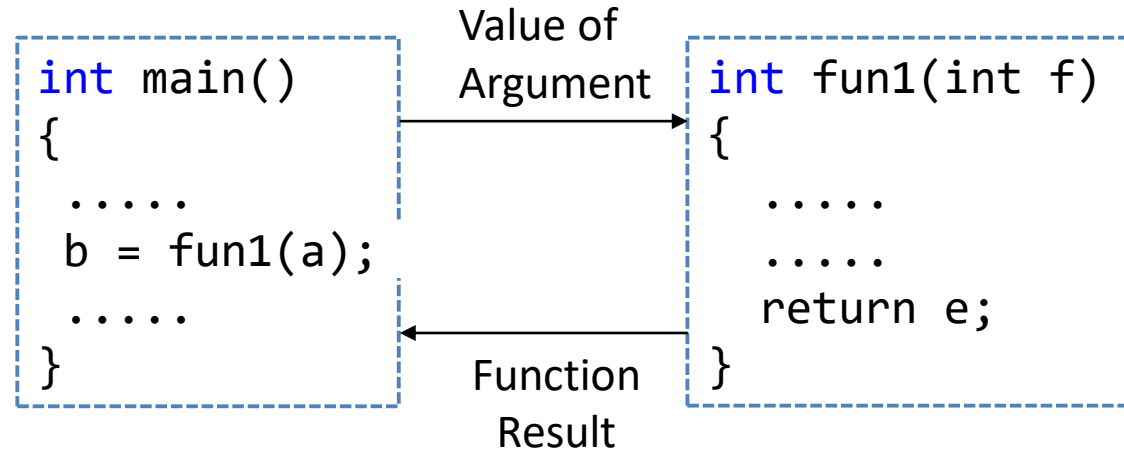 Value of
Argument
int main()
{
.....
b = fun1(a);
.....
}
int fun1(int f)
{
.....
.....
return e;
}
Function
Result